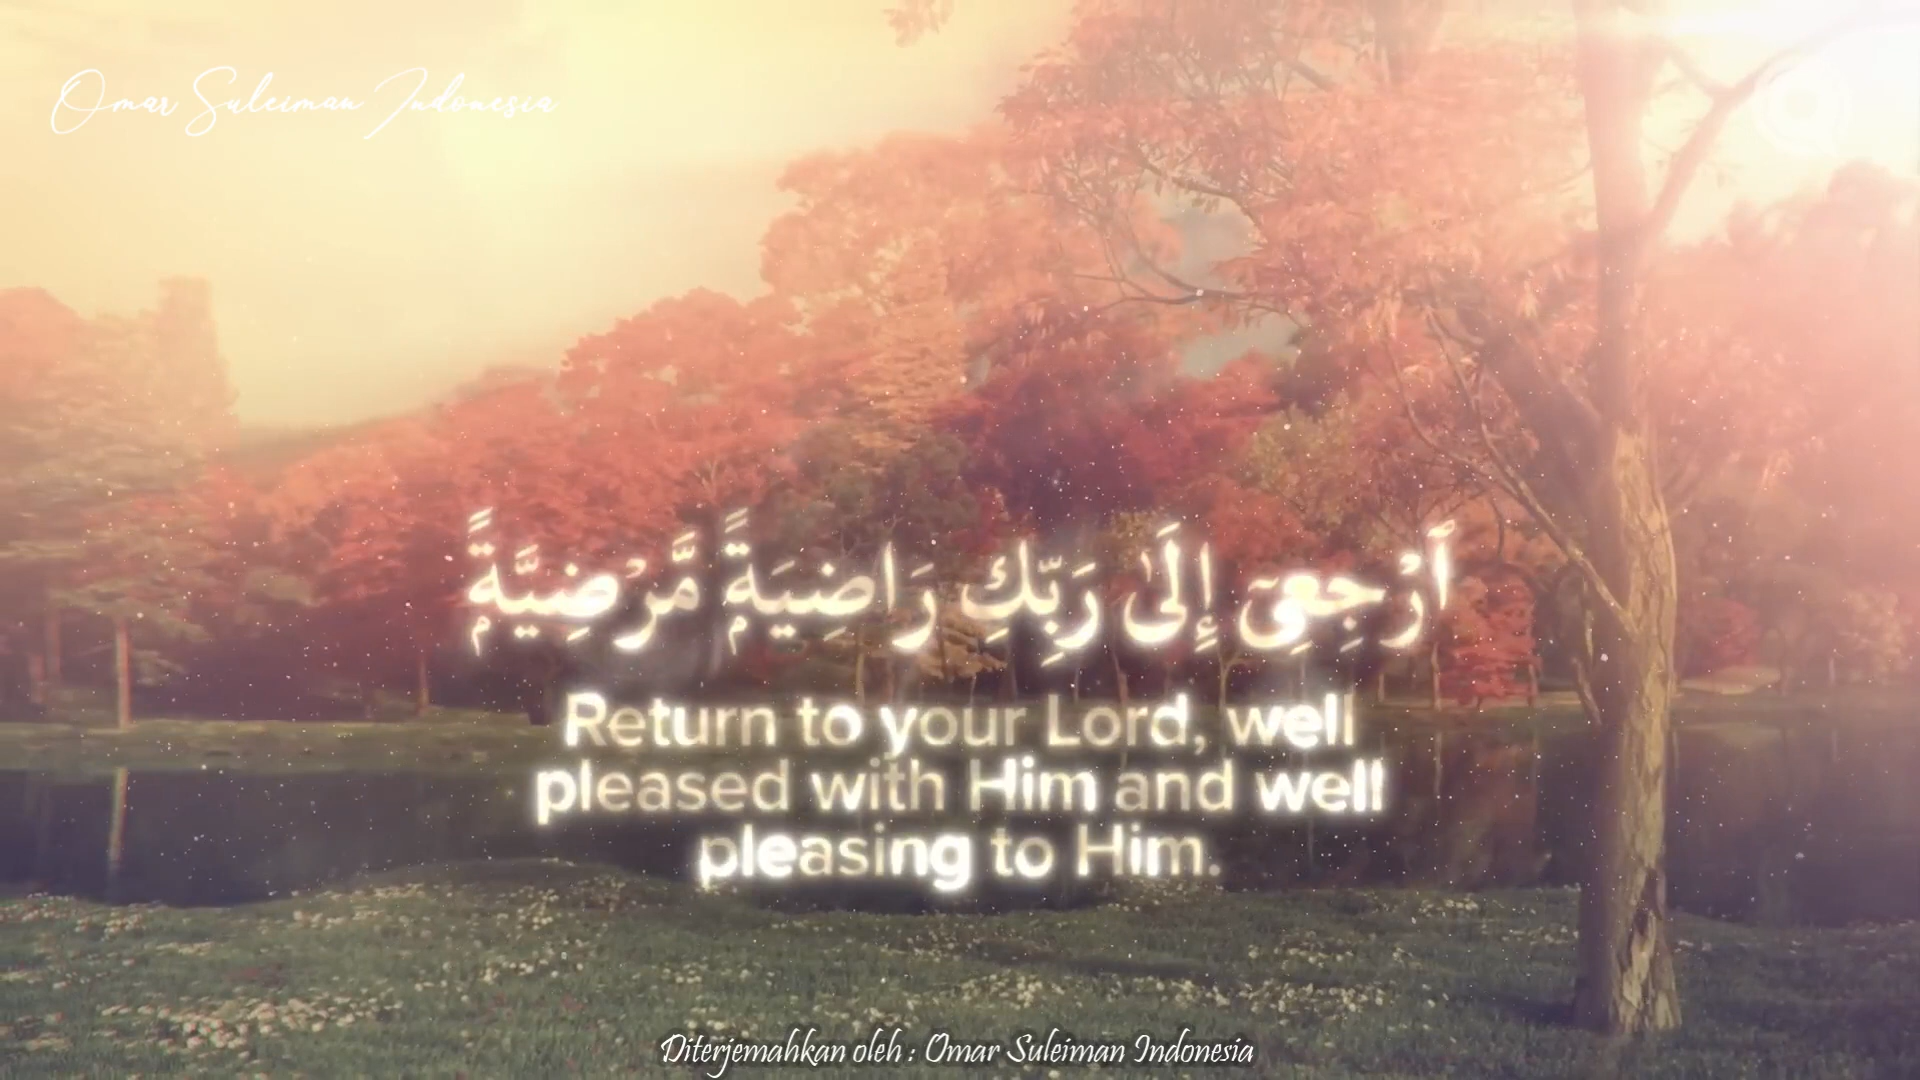 Omar Suleiman Indonesia
ٱرْجِعِىٓ إِلَىٰ رَبِّكِ رَاضِيَةًۭ مَّرْضِيَّةًۭ
Return to your Lord, well
pleased with Him and well
pleasing to Him.
Diterjemahkan oleh : Omar Suleiman Indonesia